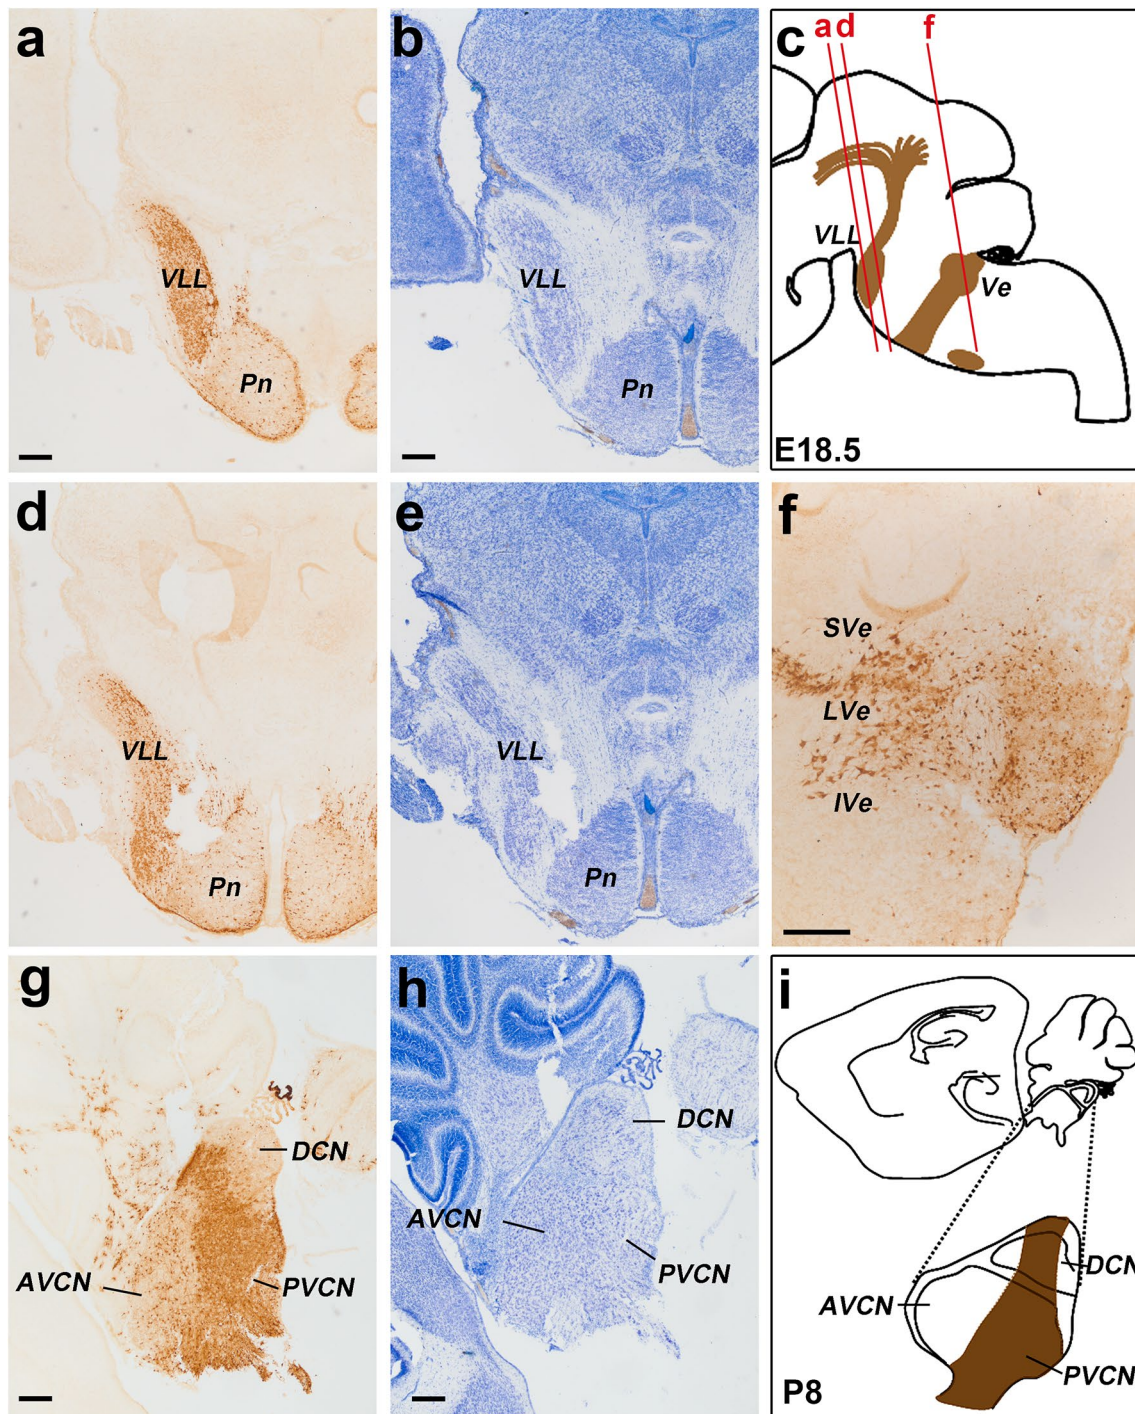 a
VLL
Pn
b
VLL
Pn
c
a d f
VLL
Ve
E18.5
d
VLL
Pn
e
VLL
Pn
f
SVe
LVe
IVe
g
DCN
AVCN
PVCN
h
DCN
AVCN
PVCN
i
DCN
AVCN
PVCN
P8